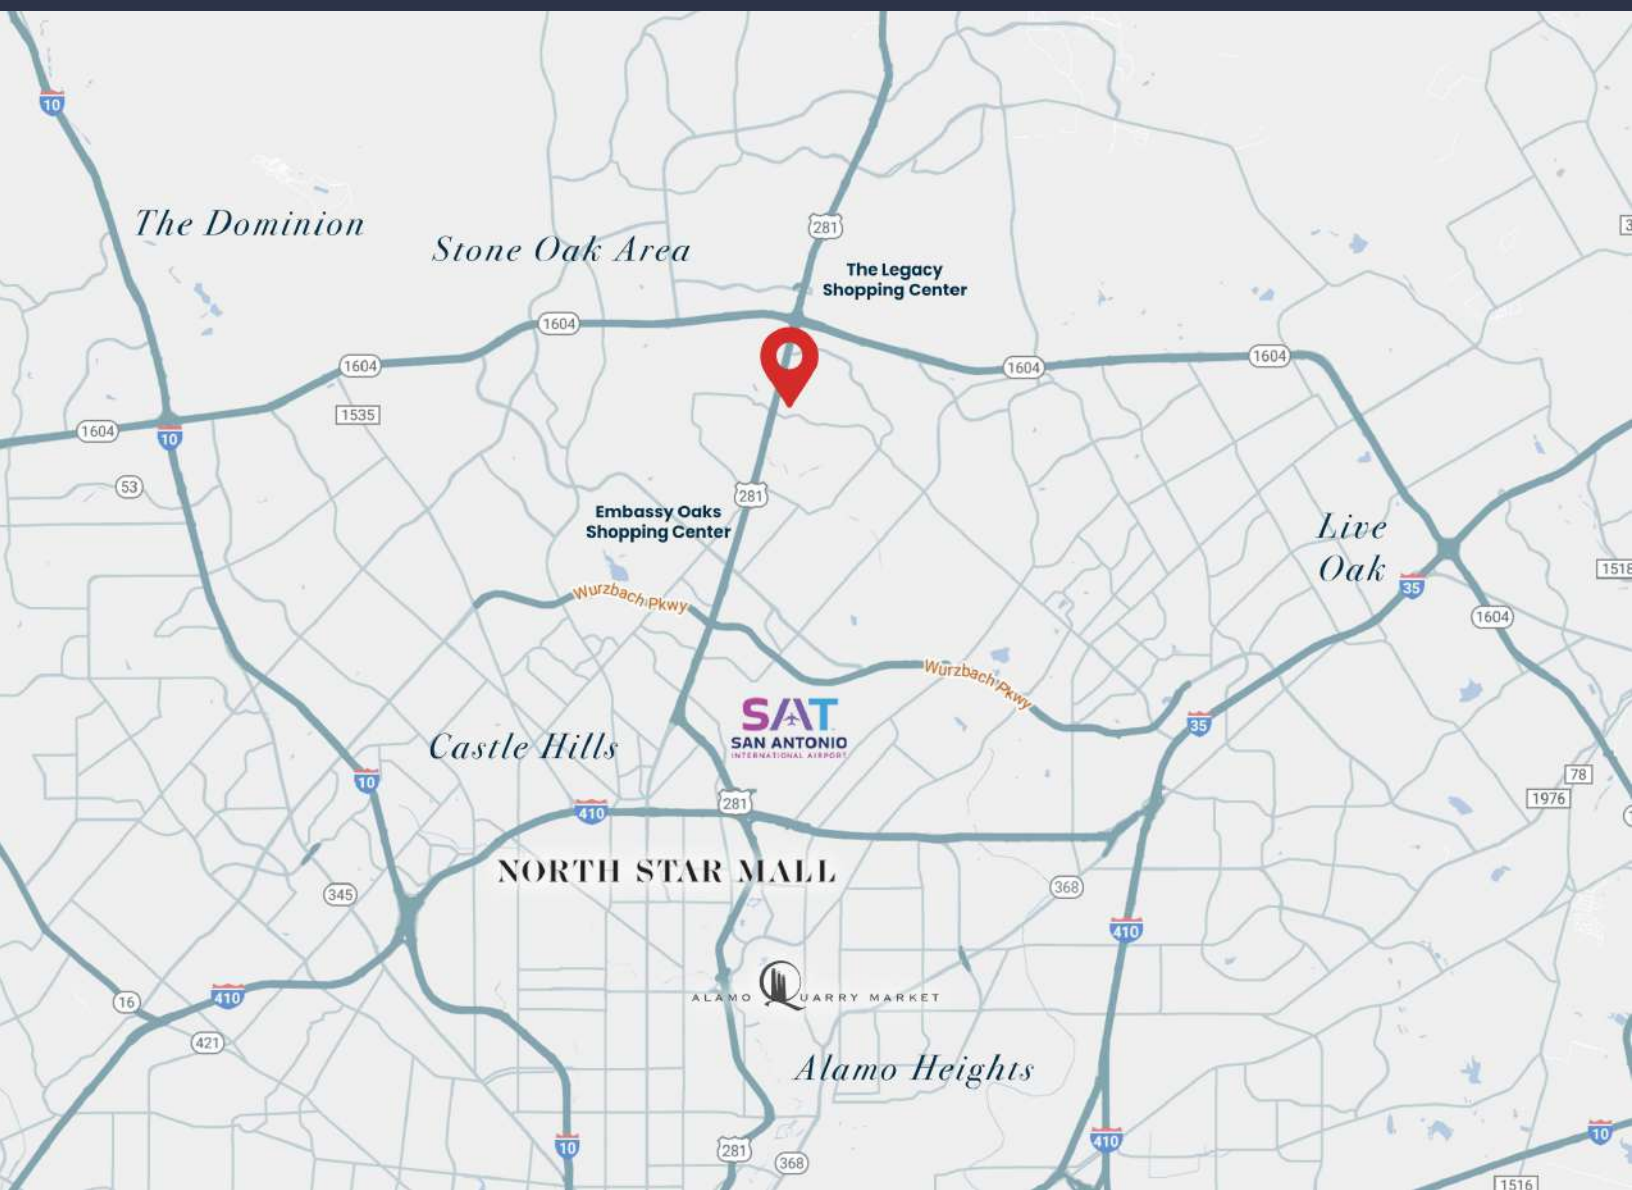 10
The Dominion
Stone Oak Area
281
The Legacy
Shopping Center
1604
1604
1604
1604
1604
1535
10
53
281
Embassy Oaks
Shopping Center
Live
Oak
35
1518
1604
Wurzbach Pkwy
Wurzbach Pkwy
SAT
SAN ANTONIO
INTERNATIONAL AIRPORT
35
Castle Hills
10
410
281
78
1976
NORTH STAR MALL
345
368
410
ALAMO QUARRY MARKET
16
410
421
Alamo Heights
10
281
368
410
10
1516